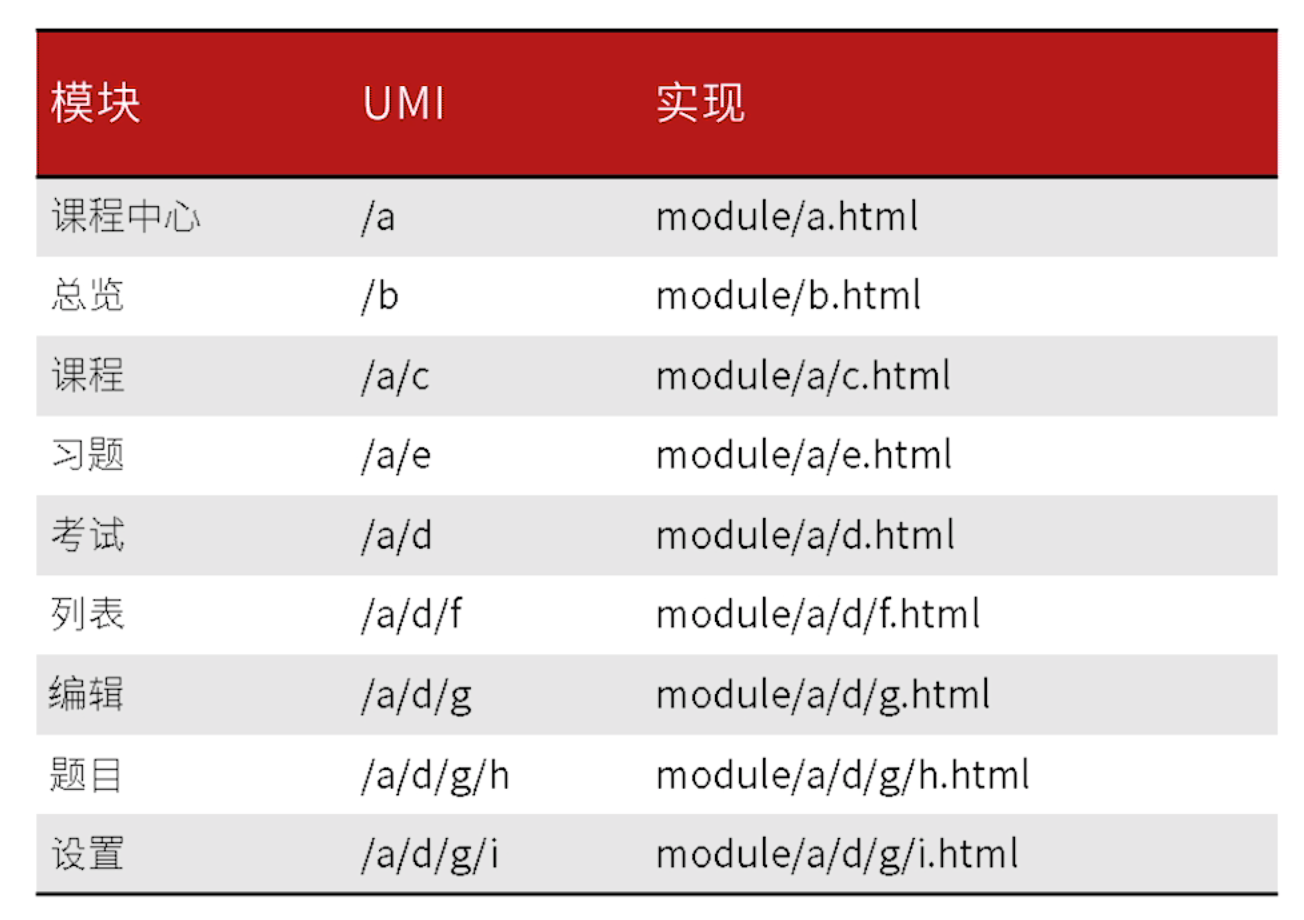 模块 UMI 实现
课程中心 /a module/a.html
总览 /b module/b.html
课程 /a/c module/a/c.html
习题 /a/e module/a/e.html
考试 /a/d module/a/d.html
列表 /a/d/f module/a/d/f.html
编辑 /a/d/g module/a/d/g.html
题目 /a/d/g/h module/a/d/g/h.html
设置 /a/d/g/i module/a/d/g/i.html